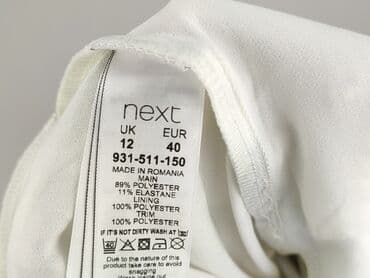 next
UK EUR
12 40
931-511-150
MADE IN ROMANIA
MAIN
89% POLYESTER
11% ELASTANE
LINING
100% POLYESTER
TRIM
100% POLYESTER
IF IT'S NOT DIRTY WASH AT 30
Due to the nature of this
product take care to avoid
snagging